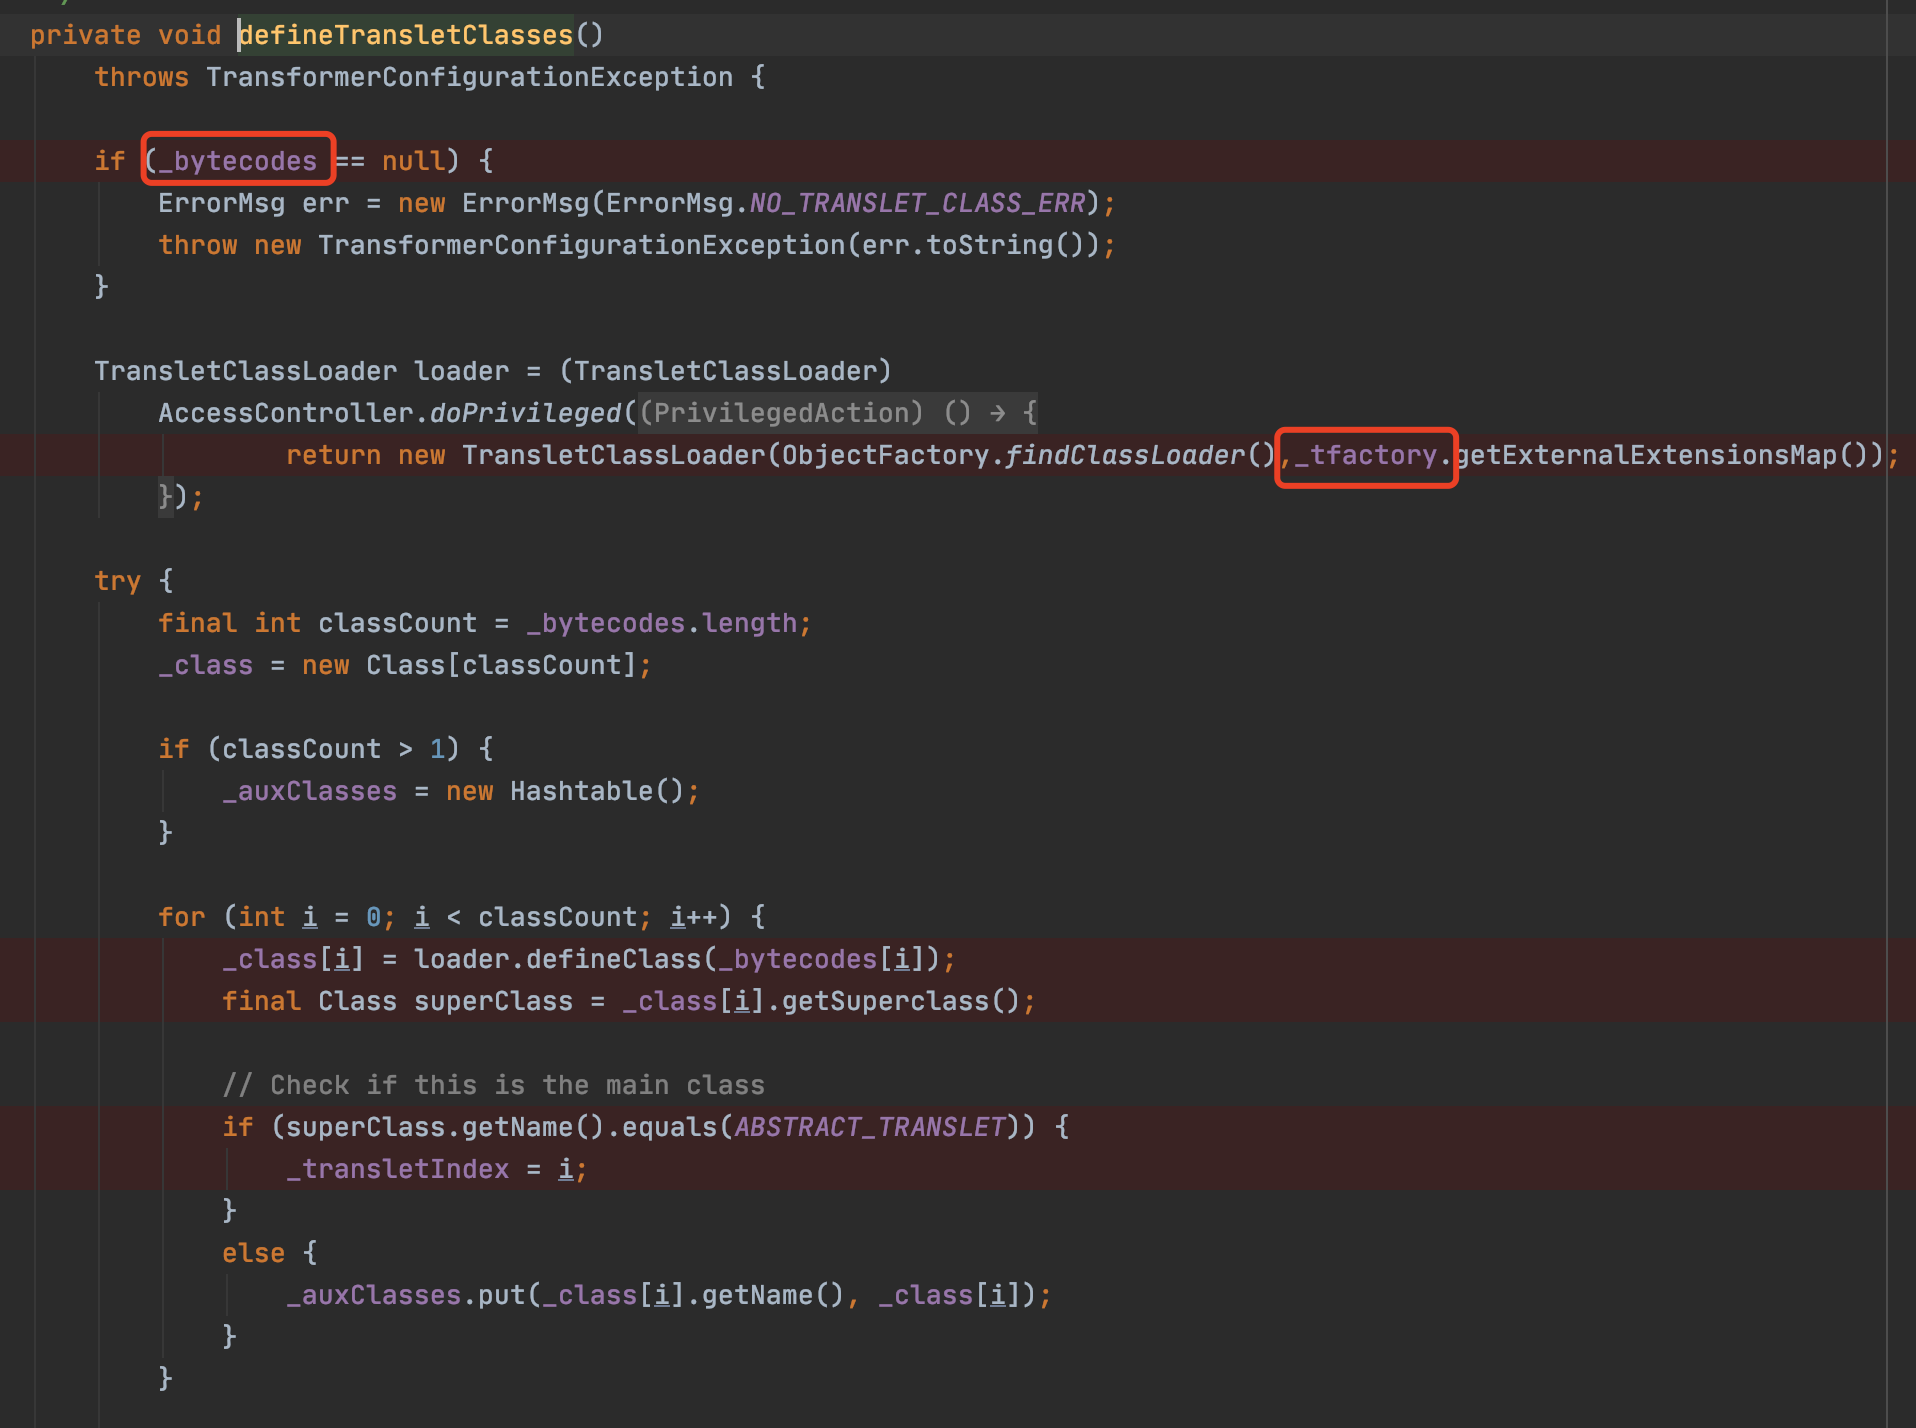 private void defineTransletClasses()
    throws TransformerConfigurationException {

    if (_bytecodes == null) {
        ErrorMsg err = new ErrorMsg(ErrorMsg.NO_TRANSLET_CLASS_ERR);
        throw new TransformerConfigurationException(err.toString());
    }

    TransletClassLoader loader = (TransletClassLoader)
        AccessController.doPrivileged((PrivilegedAction) () → {
                return new TransletClassLoader(ObjectFactory.findClassLoader(),_tfactory.getExternalExtensionsMap());
        });

    try {
        final int classCount = _bytecodes.length;
        _class = new Class[classCount];

        if (classCount > 1) {
            _auxClasses = new Hashtable();
        }

        for (int i = 0; i < classCount; i++) {
            _class[i] = loader.defineClass(_bytecodes[i]);
            final Class superClass = _class[i].getSuperclass();

            // Check if this is the main class
            if (superClass.getName().equals(ABSTRACT_TRANSLET)) {
                _transletIndex = i;
            }
            else {
                _auxClasses.put(_class[i].getName(), _class[i]);
            }
        }